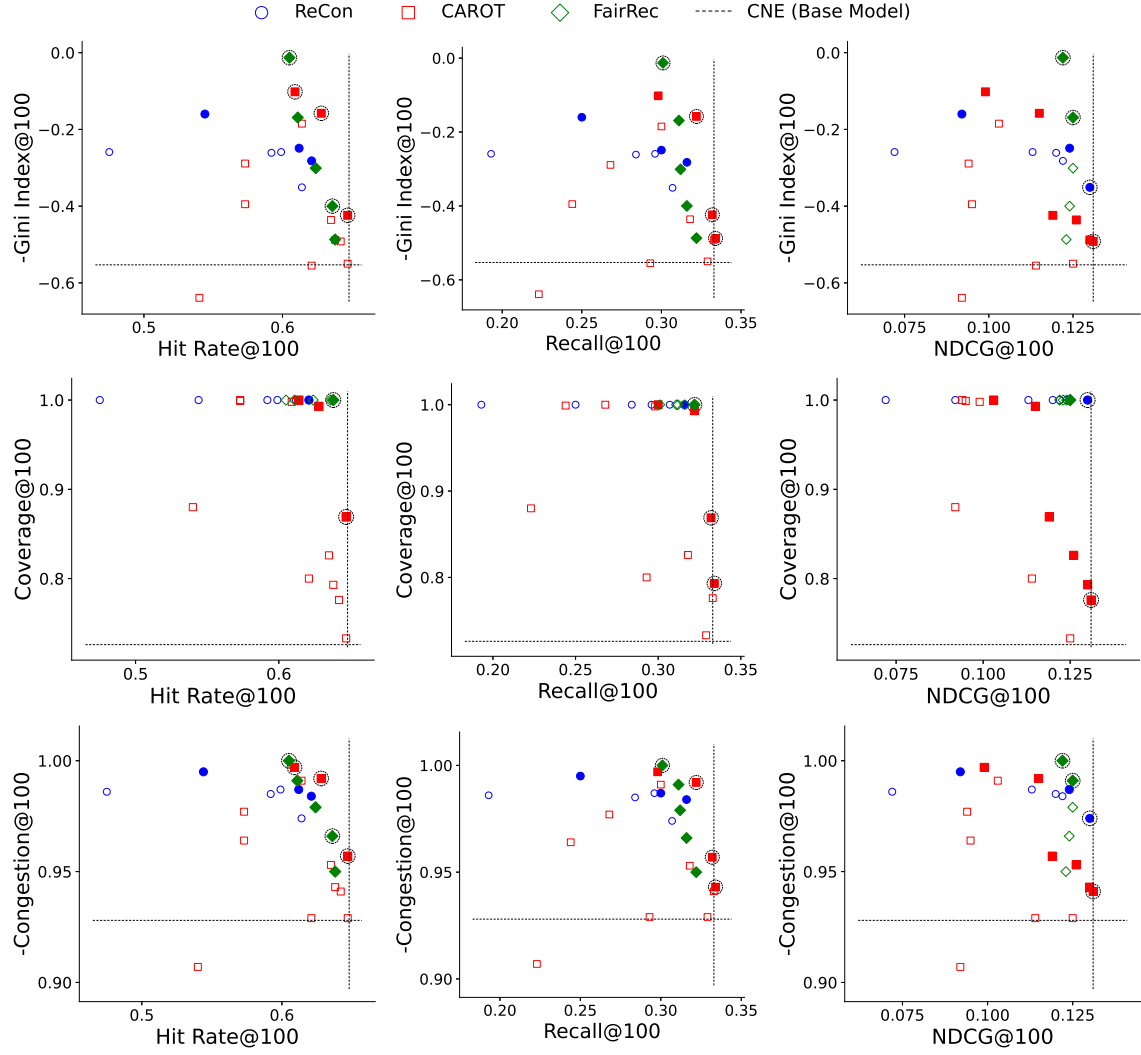 ReCon CAROT FairRec CNE (Base Model)
0.0
−0.2
−0.4
−0.6
-Gini Index@100
0.5 0.6
Hit Rate@100
0.0
−0.2
−0.4
−0.6
-Gini Index@100
0.20 0.25 0.30 0.35
Recall@100
0.0
−0.2
−0.4
−0.6
-Gini Index@100
0.075 0.100 0.125
NDCG@100
1.0
0.9
0.8
Coverage@100
0.5 0.6
Hit Rate@100
1.0
0.9
0.8
Coverage@100
0.20 0.25 0.30 0.35
Recall@100
1.0
0.9
0.8
Coverage@100
0.075 0.100 0.125
NDCG@100
1.00
0.95
0.90
-Congestion@100
0.5 0.6
Hit Rate@100
1.00
0.95
0.90
-Congestion@100
0.20 0.25 0.30 0.35
Recall@100
1.00
0.95
0.90
-Congestion@100
0.075 0.100 0.125
NDCG@100